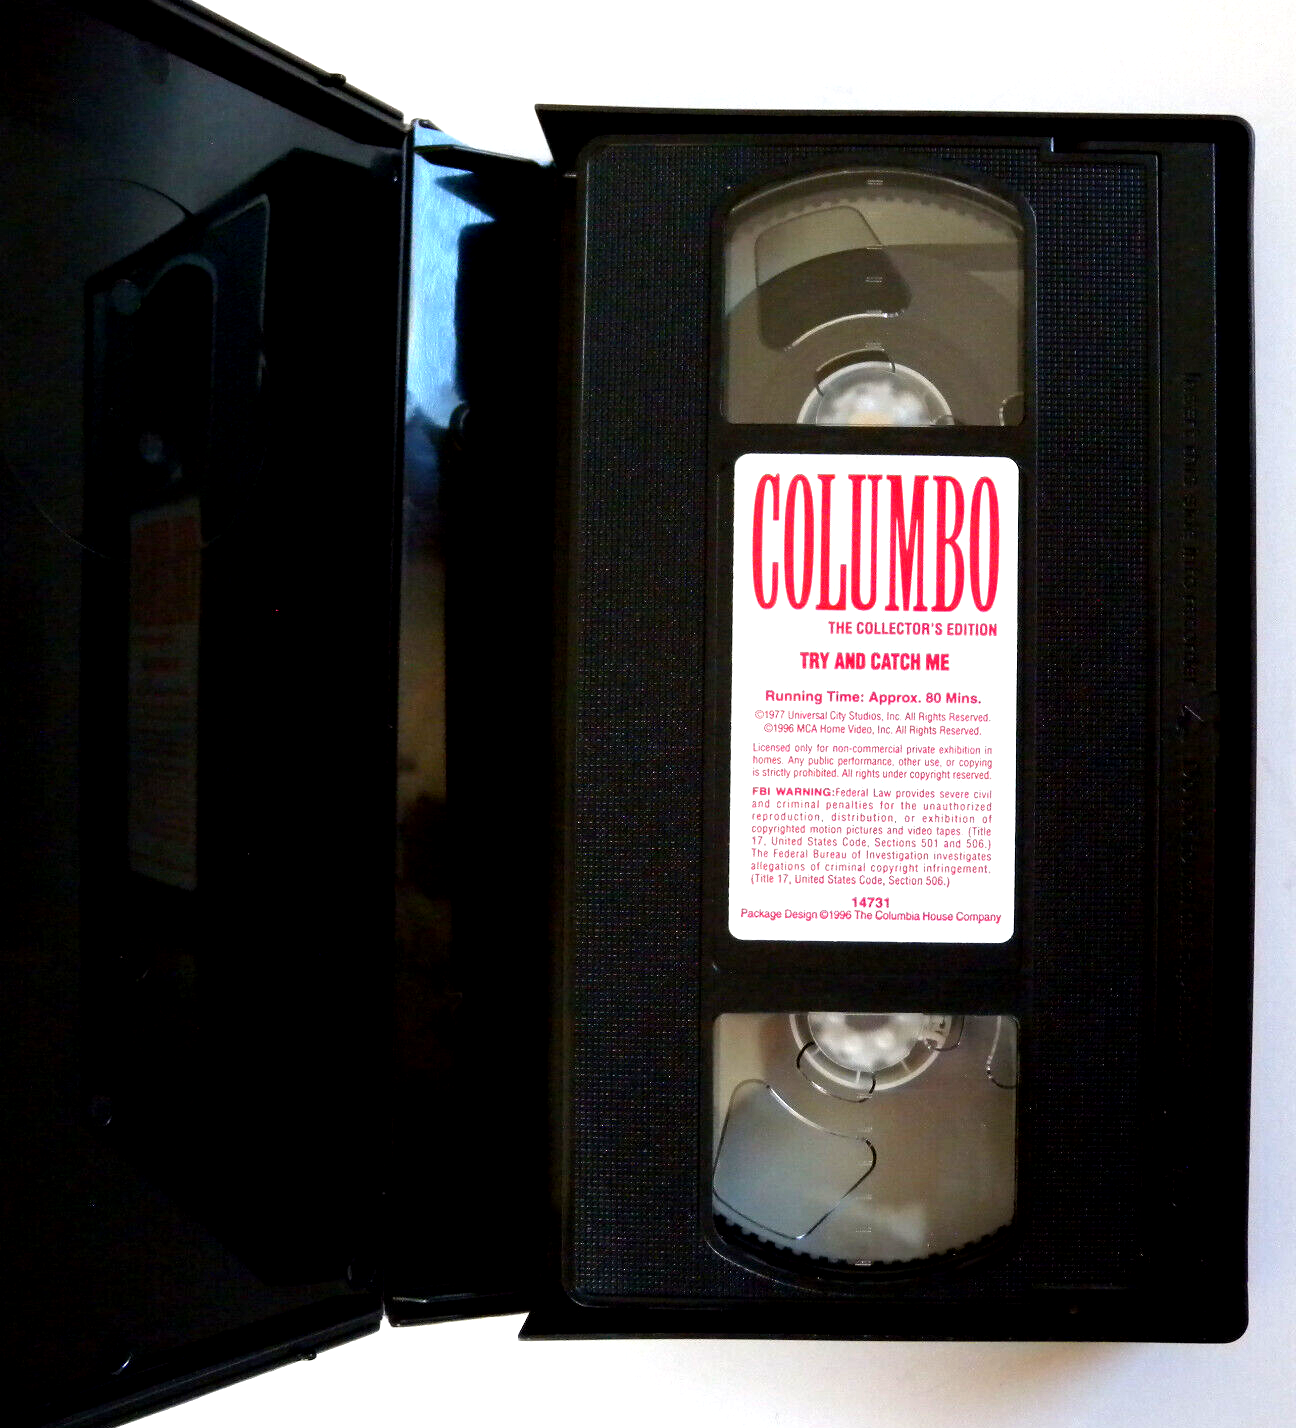 COLUMBO
THE COLLECTOR'S EDITION
TRY AND CATCH ME
Running Time: Approx. 80 Mins.
©1977 Universal City Studios, Inc. All Rights Reserved.
©1996 MCA Home Video, Inc. All Rights Reserved.
Licensed only for non-commercial private exhibition in
homes. Any public performance, other use, or copying
is strictly prohibited. All rights under copyright reserved.
FBI WARNING:Federal Law provides severe civil
and criminal penalties for the unauthorized
reproduction, distribution, or exhibition of
copyrighted motion pictures and video tapes (Title
17, United States Code, Sections 501 and 506.)
The Federal Bureau of Investigation investigates
allegations of criminal copyright infringement.
(Title 17, United States Code, Section 506.)
14731
Package Design ©1996 The Columbia House Company
Insert this side into recorder